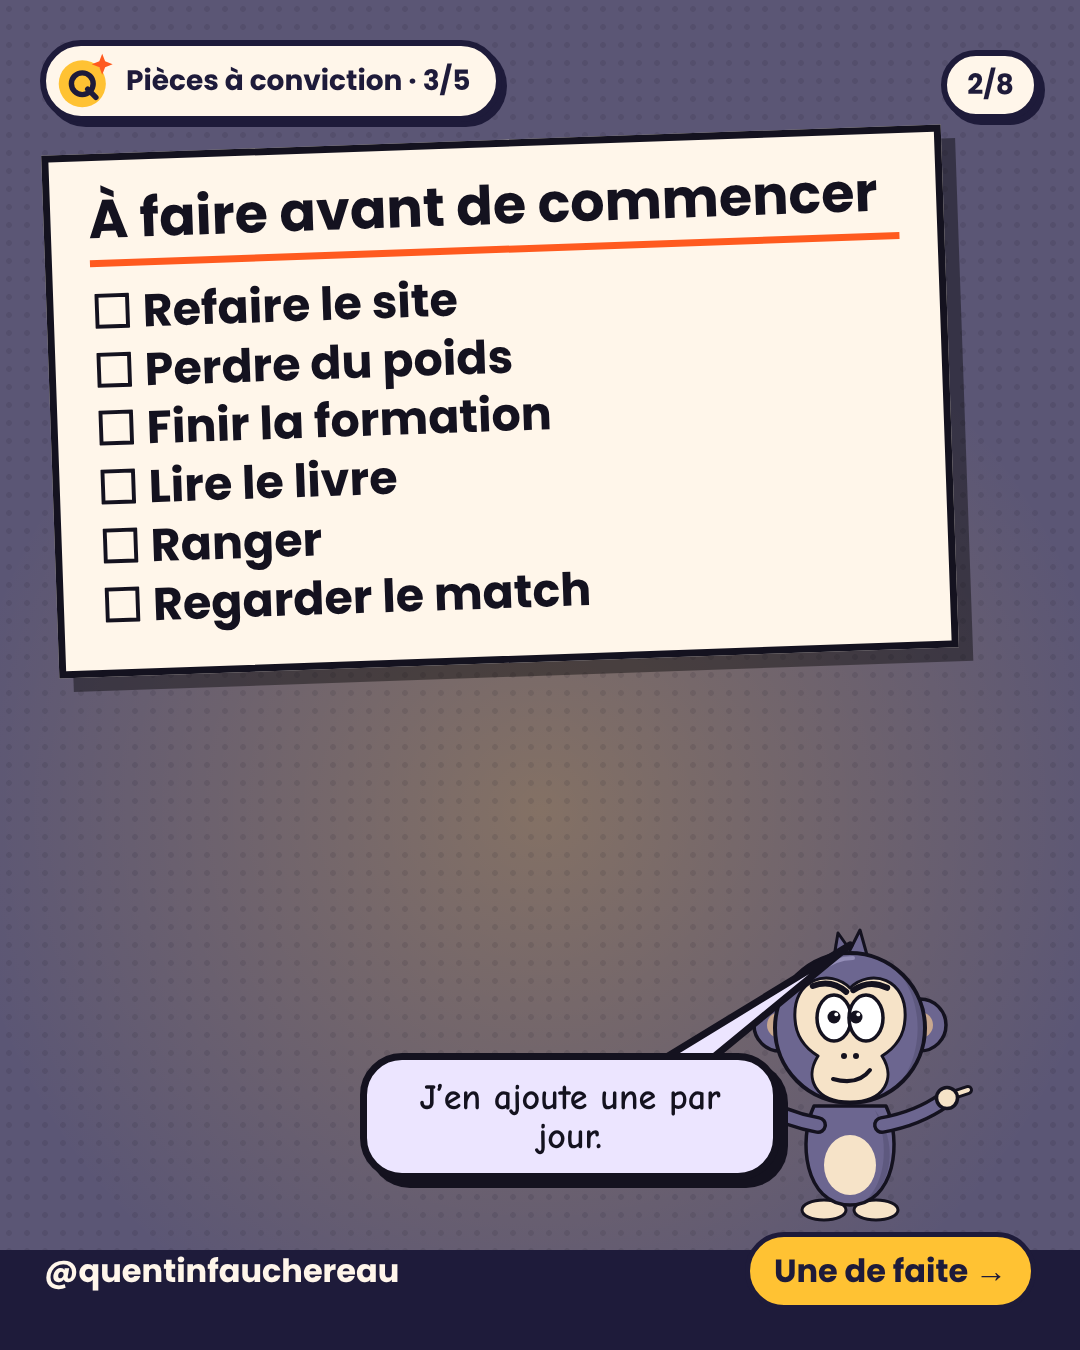 Q
Pièces à conviction · 3/5
2/8
À faire avant de commencer
☐ Refaire le site
☐ Perdre du poids
☐ Finir la formation
☐ Lire le livre
☐ Ranger
☐ Regarder le match
J'en ajoute une par
jour.
@quentinfauchereau
Une de faite →